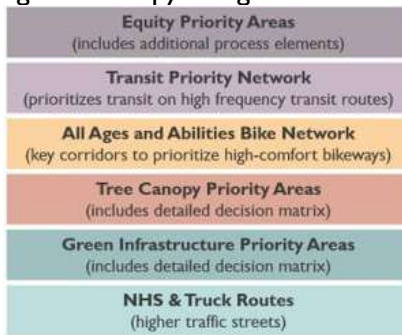 Equity Priority Areas
(includes additional process elements)
Transit Priority Network
(prioritizes transit on high frequency transit routes)
All Ages and Abilities Bike Network
(key corridors to prioritize high-comfort bikeways)
Tree Canopy Priority Areas
(includes detailed decision matrix)
Green Infrastructure Priority Areas
(includes detailed decision matrix)
NHS & Truck Routes
(higher traffic streets)